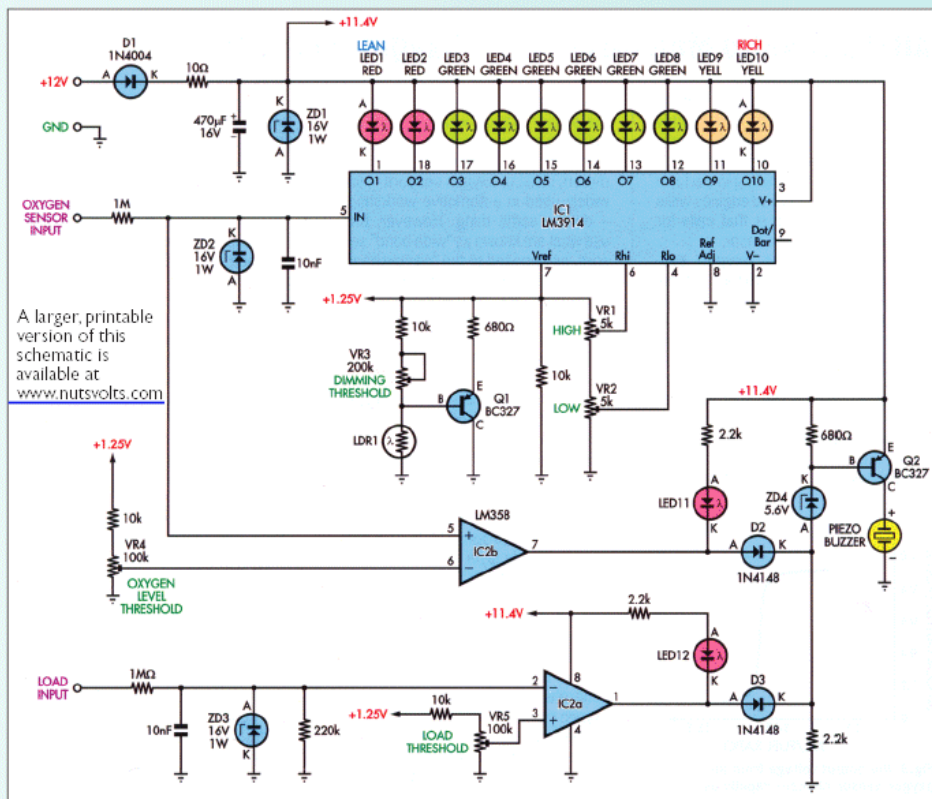 +11.4V
D1
1N4004
10Ω
LEAN
LED1
RED
LED2
RED
LED3
GREEN
LED4
GREEN
LED5
GREEN
LED6
GREEN
LED7
GREEN
LED8
GREEN
LED9
YELL
RICH
LED10
YELL
+12V
A
K
GND
470µF
16V
+
K
ZD1
16V
1W
A
A
K
A
K
1
18
17
16
15
14
13
12
11
10
O1
O2
O3
O4
O5
O6
O7
O8
O9
O10
3
V+
OXYGEN
SENSOR
INPUT
1M
5
IN
IC1
LM3914
Dot/
Bar
9
Vref
Rhi
Rlo
Ref
Adj
V–
7
6
4
8
2
K
ZD2
16V
1W
A
10nF
A larger, printable
version of this
schematic is
available at
www.nutsvolts.com
+1.25V
10k
680Ω
VR3
200k
DIMMING
THRESHOLD
B
E
C
Q1
BC327
LDR1
10k
HIGH
VR1
5k
LOW
VR2
5k
+11.4V
2.2k
680Ω
B
E
C
Q2
BC327
A
LED11
K
K
ZD4
5.6V
A
+
PIEZO
BUZZER
–
+1.25V
10k
VR4
100k
OXYGEN
LEVEL
THRESHOLD
LM358
5
+
6
–
IC2b
7
A
D2
K
1N4148
+11.4V
2.2k
A
LED12
K
LOAD
INPUT
1MΩ
10nF
A
ZD3
16V
1W
K
220k
2
–
3
+
IC2a
8
4
1
+1.25V
10k
VR5
100k
LOAD
THRESHOLD
A
D3
K
1N4148
2.2k